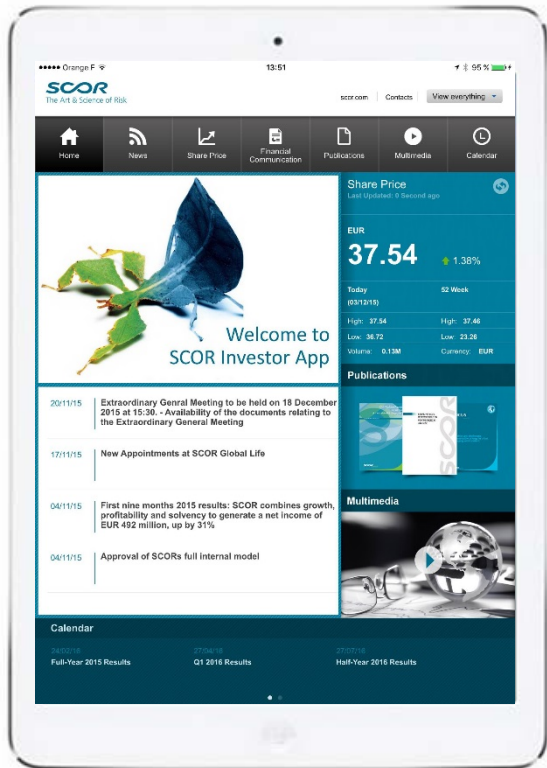 ●●●●● Orange F
13:51
95 %
SCOR
The Art & Science of Risk
scor.com
Contacts
View everything
Home
News
Share Price
Financial
Communication
Publications
Multimedia
Calendar
Welcome to
SCOR Investor App
Share Price
Last Updated: 0 Second ago
EUR
37.54
1.38%
Today
(03/12/15)
52 Week
High: 37.54
High: 37.46
Low: 36.72
Low: 23.26
Volume: 0.13M
Currency: EUR
Publications
SCOR
Multimedia
20/11/15
Extraordinary Genral Meeting to be held on 18 December
2015 at 15:30. - Availability of the documents relating to
the Extraordinary General Meeting
17/11/15
New Appointments at SCOR Global Life
04/11/15
First nine months 2015 results: SCOR combines growth,
profitability and solvency to generate a net income of
EUR 492 million, up by 31%
04/11/15
Approval of SCORs full internal model
Calendar
24/02/16
Full-Year 2015 Results
27/04/16
Q1 2016 Results
27/07/16
Half-Year 2016 Results